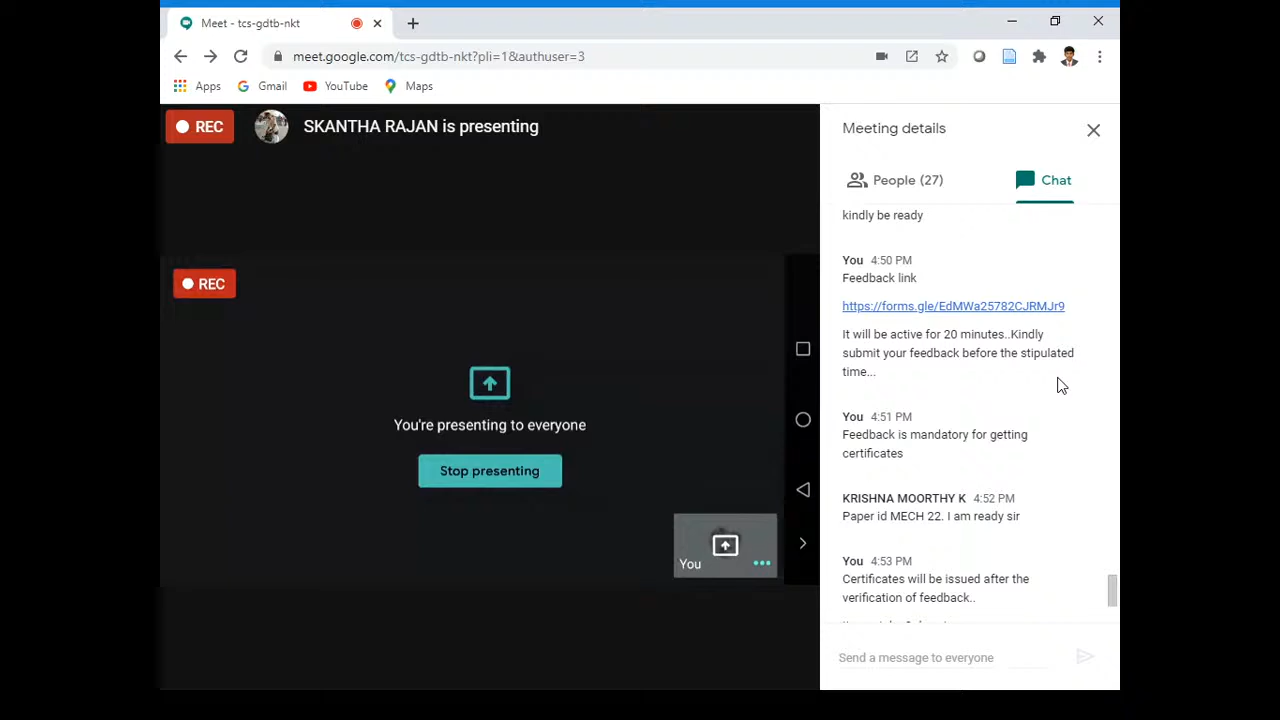 Meet - tcs-gdtb-nkt
meet.google.com/tcs-gdtb-nkt?pli=1&authuser=3
Apps Gmail YouTube Maps
REC SKANTHA RAJAN is presenting
REC
You're presenting to everyone
Stop presenting
You
Meeting details
People (27) Chat
kindly be ready
You 4:50 PM
Feedback link
https://forms.gle/EdMWa25782CJRMJr9
It will be active for 20 minutes..Kindly
submit your feedback before the stipulated
time...
You 4:51 PM
Feedback is mandatory for getting
certificates
KRISHNA MOORTHY K 4:52 PM
Paper id MECH 22. I am ready sir
You 4:53 PM
Certificates will be issued after the
verification of feedback..
Send a message to everyone